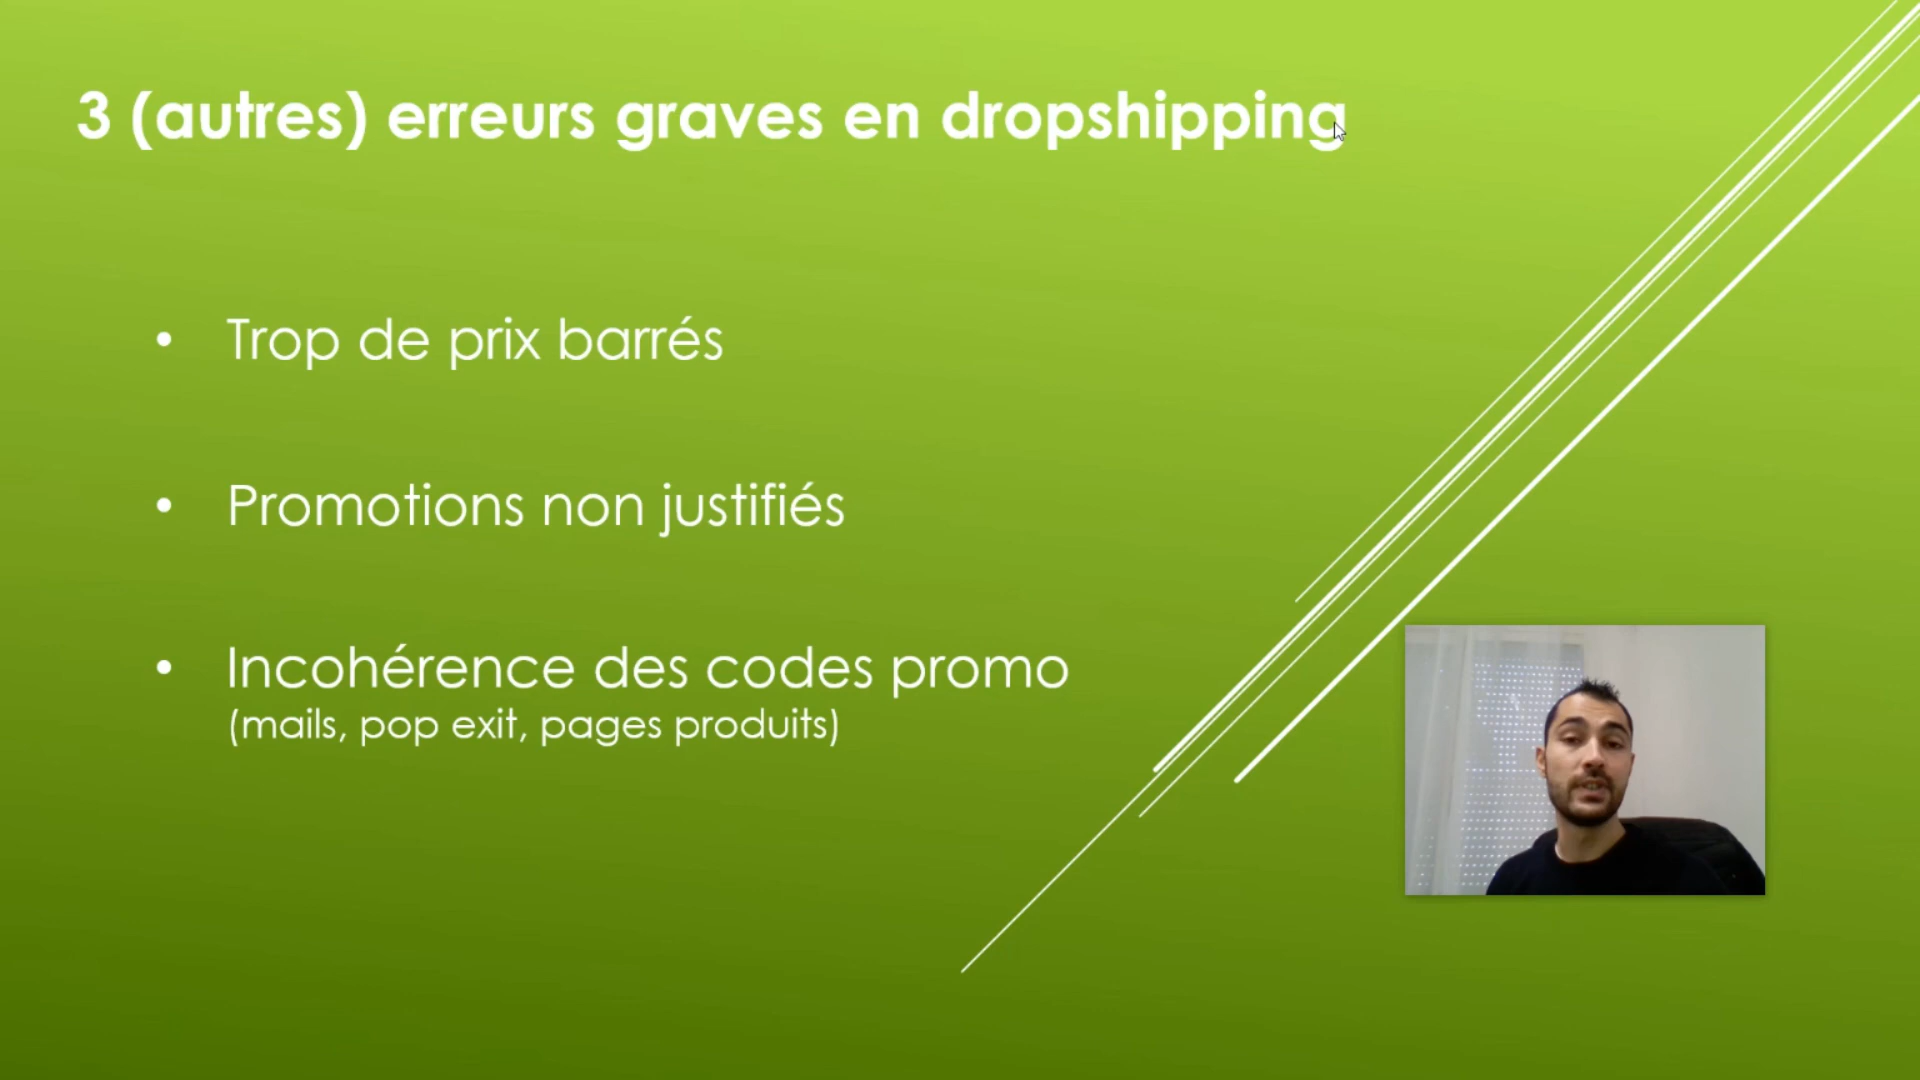 3 (autres) erreurs graves en dropshipping
• Trop de prix barrés
• Promotions non justifiés
• Incohérence des codes promo
(mails, pop exit, pages produits)